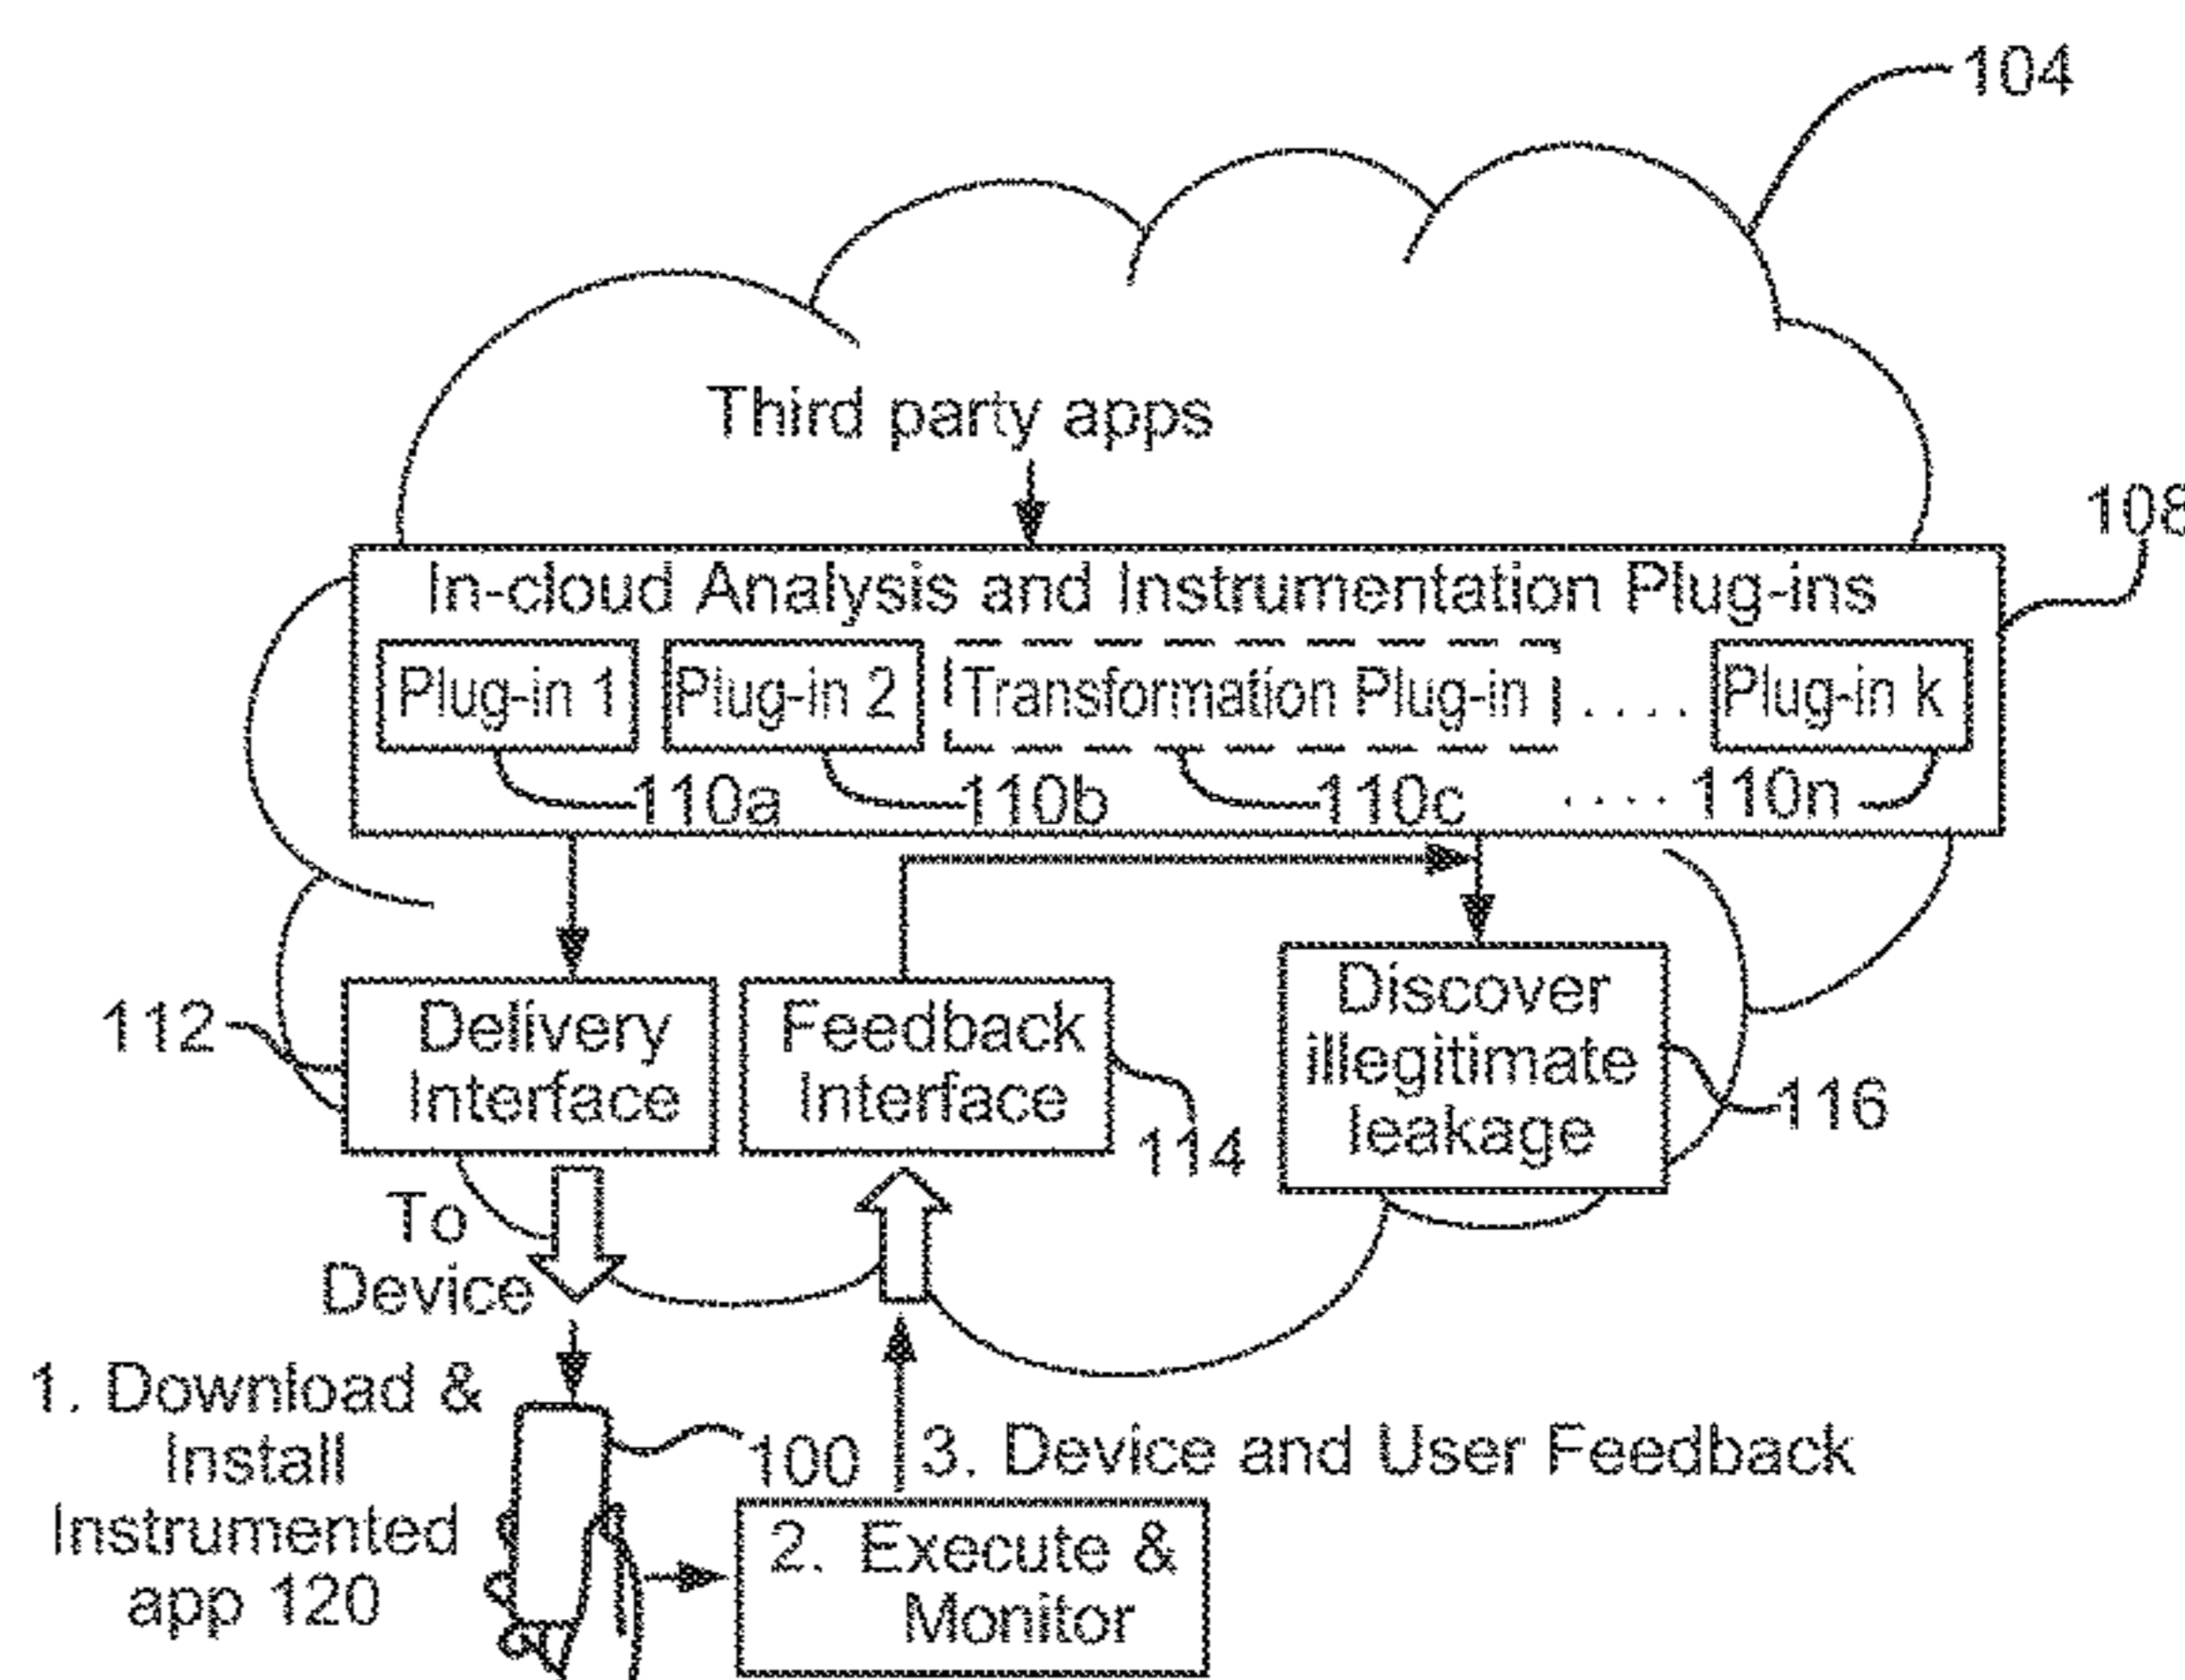 104
Third party apps
108
In-cloud Analysis and Instrumentation Plug-ins
Plug-in 1 Plug-in 2 Transformation Plug-in . . . . Plug-in k
110a 110b 110c . . . . 110n
112
Delivery
Interface
Feedback
Interface
114
Discover
illegitimate
leakage
116
To
Device
1. Download &
Install
Instrumented
app 120
100
3. Device and User Feedback
2. Execute &
Monitor